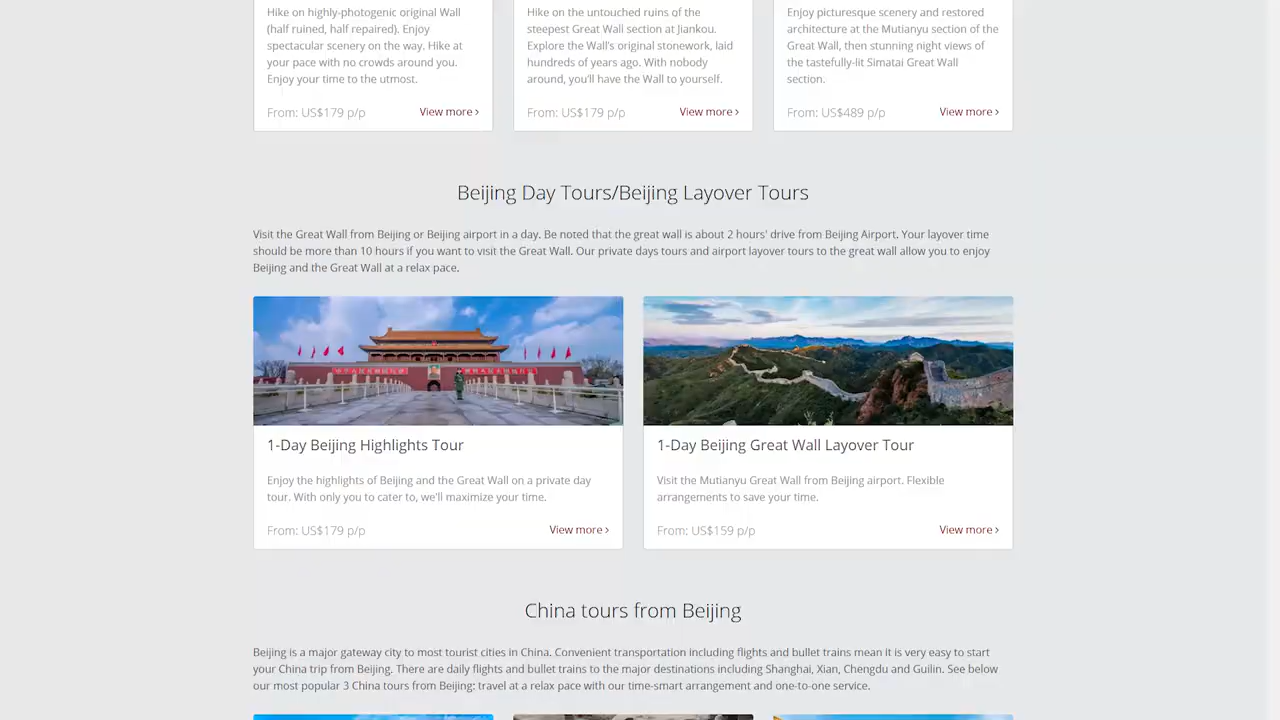 Hike on highly-photogenic original Wall
(half ruined, half repaired). Enjoy
spectacular scenery on the way. Hike at
your pace with no crowds around you.
Enjoy your time to the utmost.
From: US$179 p/p
View more ›
Hike on the untouched ruins of the
steepest Great Wall section at Jiankou.
Explore the Wall's original stonework, laid
hundreds of years ago. With nobody
around, you'll have the Wall to yourself.
From: US$179 p/p
View more ›
Enjoy picturesque scenery and restored
architecture at the Mutianyu section of the
Great Wall, then stunning night views of
the tastefully-lit Simatai Great Wall
section.
From: US$489 p/p
View more ›
Beijing Day Tours/Beijing Layover Tours
Visit the Great Wall from Beijing or Beijing airport in a day. Be noted that the great wall is about 2 hours' drive from Beijing Airport. Your layover time
should be more than 10 hours if you want to visit the Great Wall. Our private days tours and airport layover tours to the great wall allow you to enjoy
Beijing and the Great Wall at a relax pace.
1-Day Beijing Highlights Tour
Enjoy the highlights of Beijing and the Great Wall on a private day
tour. With only you to cater to, we'll maximize your time.
From: US$179 p/p
View more ›
1-Day Beijing Great Wall Layover Tour
Visit the Mutianyu Great Wall from Beijing airport. Flexible
arrangements to save your time.
From: US$159 p/p
View more ›
China tours from Beijing
Beijing is a major gateway city to most tourist cities in China. Convenient transportation including flights and bullet trains mean it is very easy to start
your China trip from Beijing. There are daily flights and bullet trains to the major destinations including Shanghai, Xian, Chengdu and Guilin. See below
our most popular 3 China tours from Beijing: travel at a relax pace with our time-smart arrangement and one-to-one service.